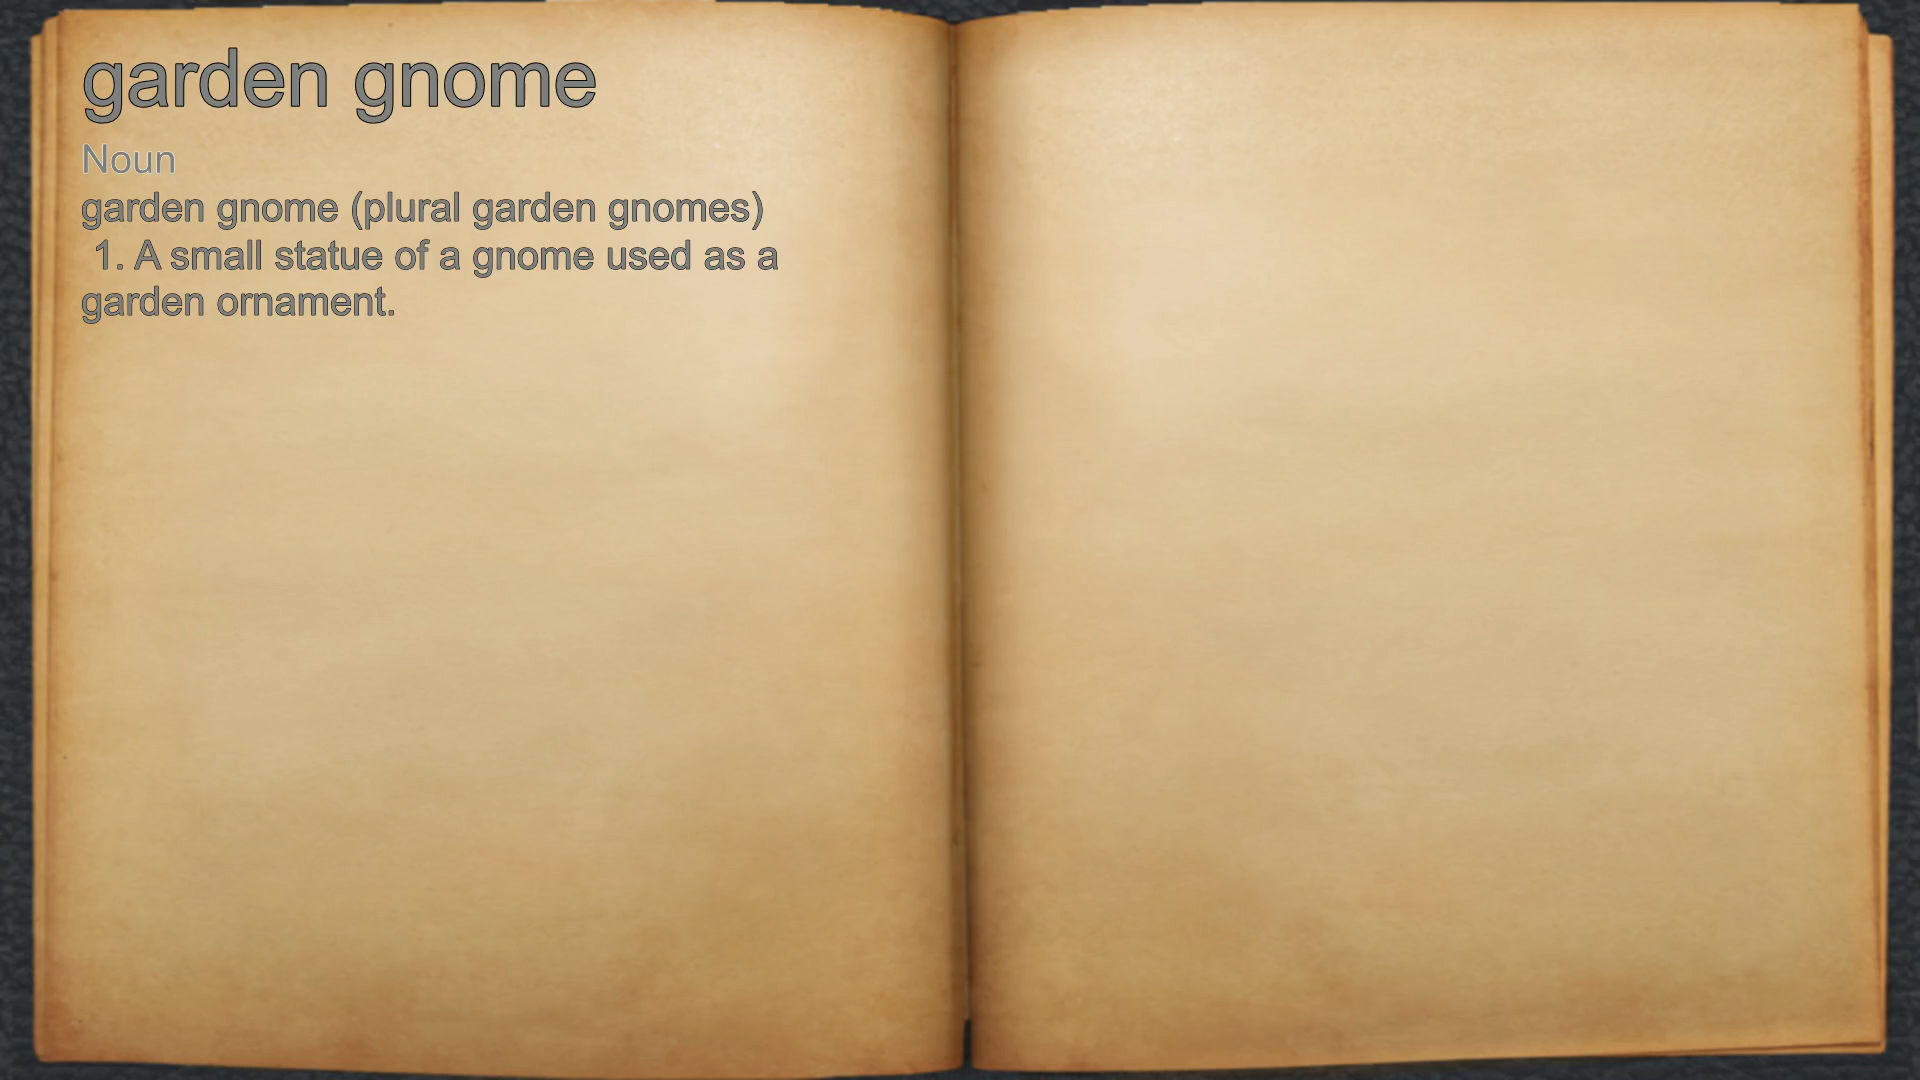 garden gnome
Noun
garden gnome (plural garden gnomes)
1. A small statue of a gnome used as a
garden ornament.